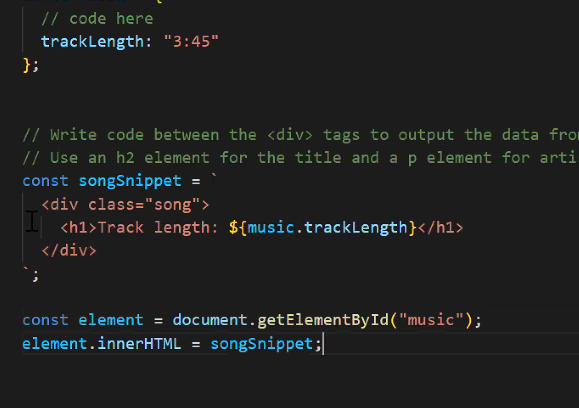 {
// code here
trackLength: "3:45"
};
// Write code between the <div> tags to output the data
// Use an h2 element for the title and a p element for
const songSnippet = `
<div class="song">
<h1>Track length: ${music.trackLength}</h1>
</div>
`;
const element = document.getElementById("music");
element.innerHTML = songSnippet;